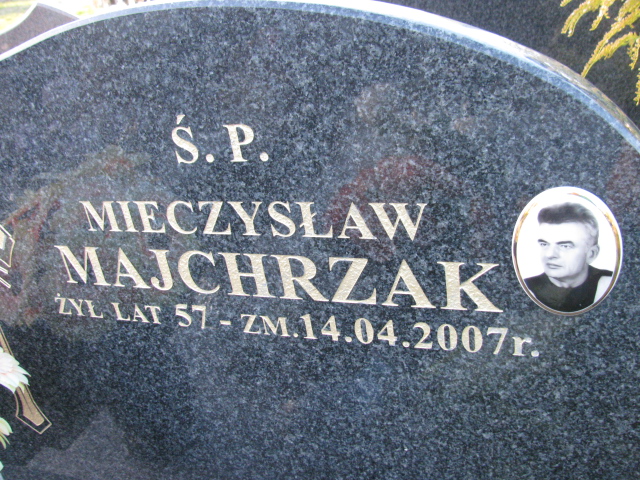 Ś.P.
MIECZYSŁAW
MAJCHRZAK
ŻYŁ LAT 57 - ZM.14.04.2007r.